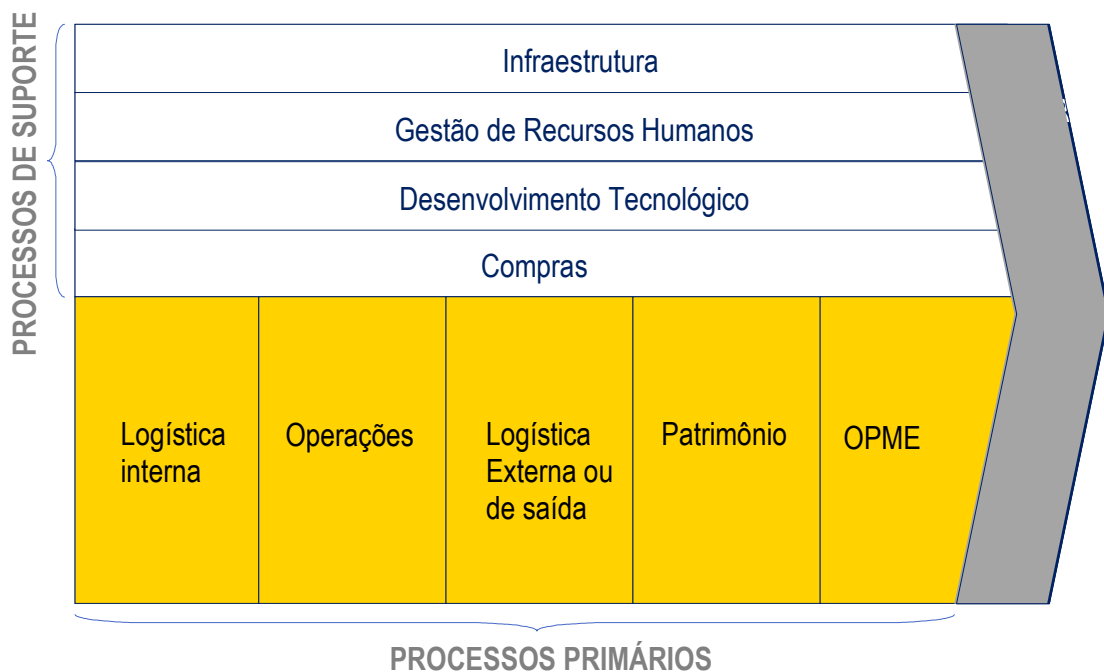 PROCESSOS DE SUPORTE
Infraestrutura
Gestão de Recursos Humanos
Desenvolvimento Tecnológico
Compras
Logística
interna
Operações
Logística
Externa ou
de saída
Patrimônio
OPME
PROCESSOS PRIMÁRIOS